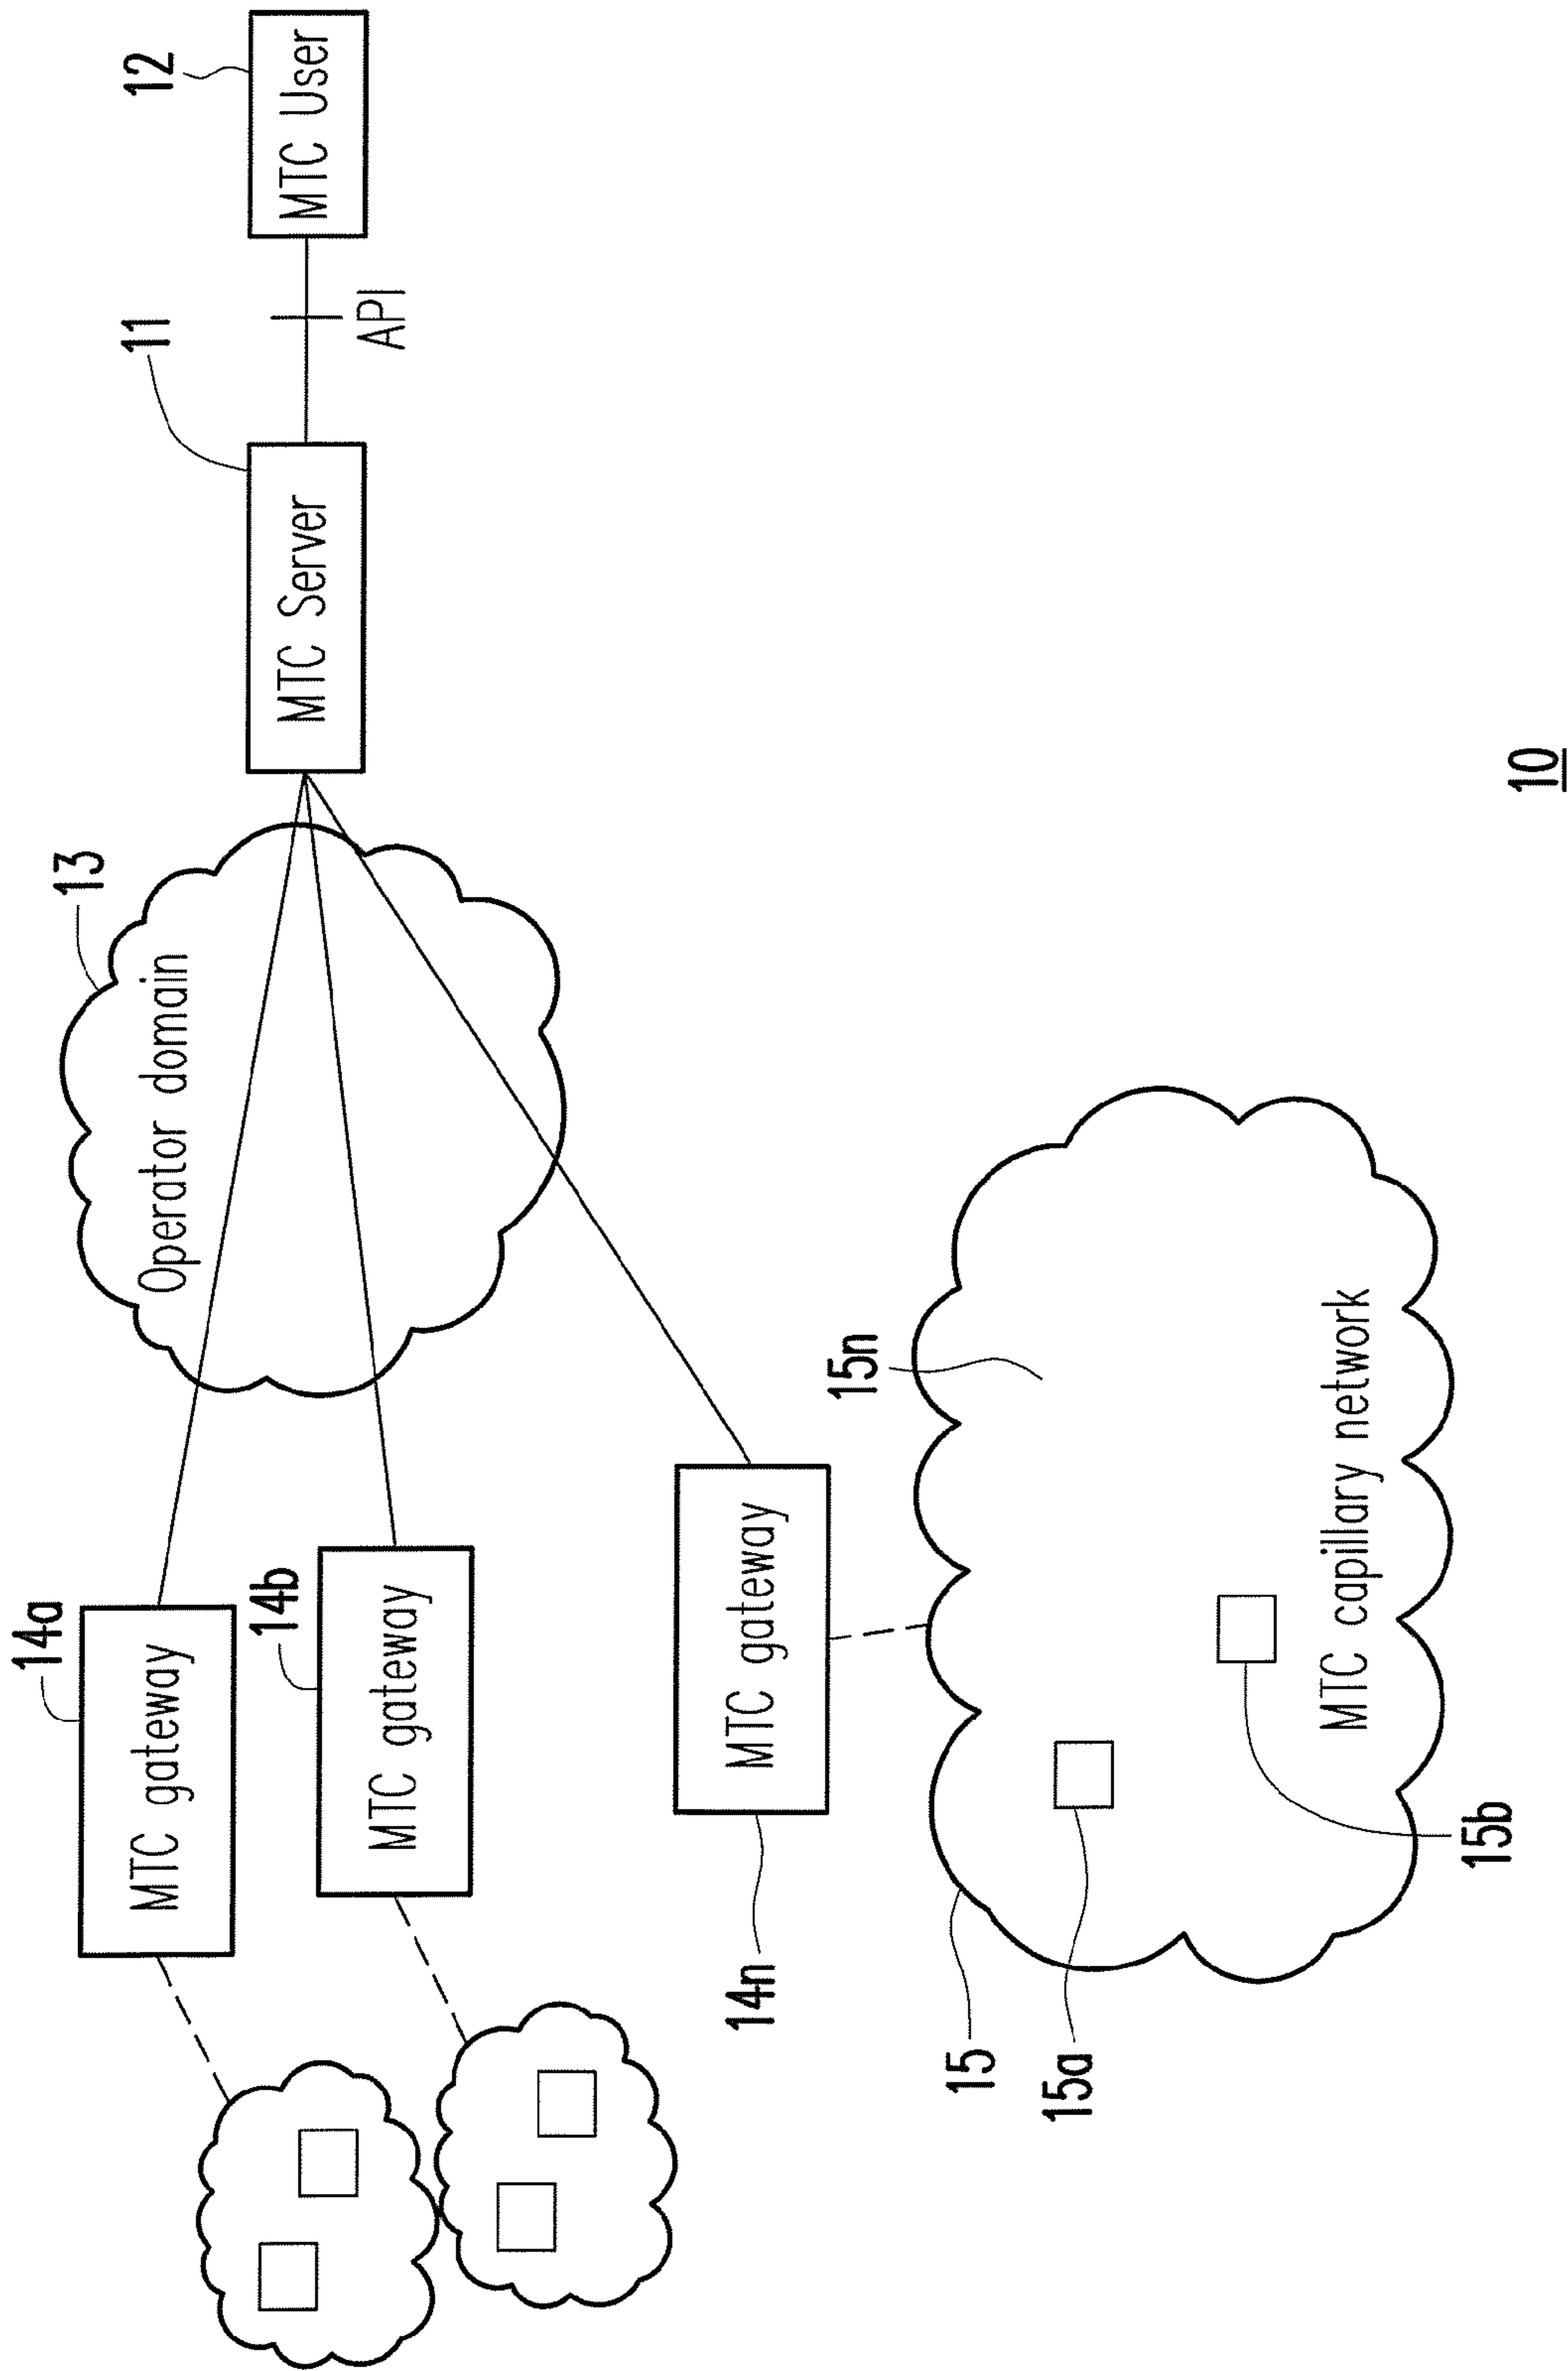 14a
MTC gateway
14b
MTC gateway
13
Operator domain
11
MTC Server
API
12
MTC User
14n
MTC gateway
15n
15
15a
15b
MTC capillary network
10